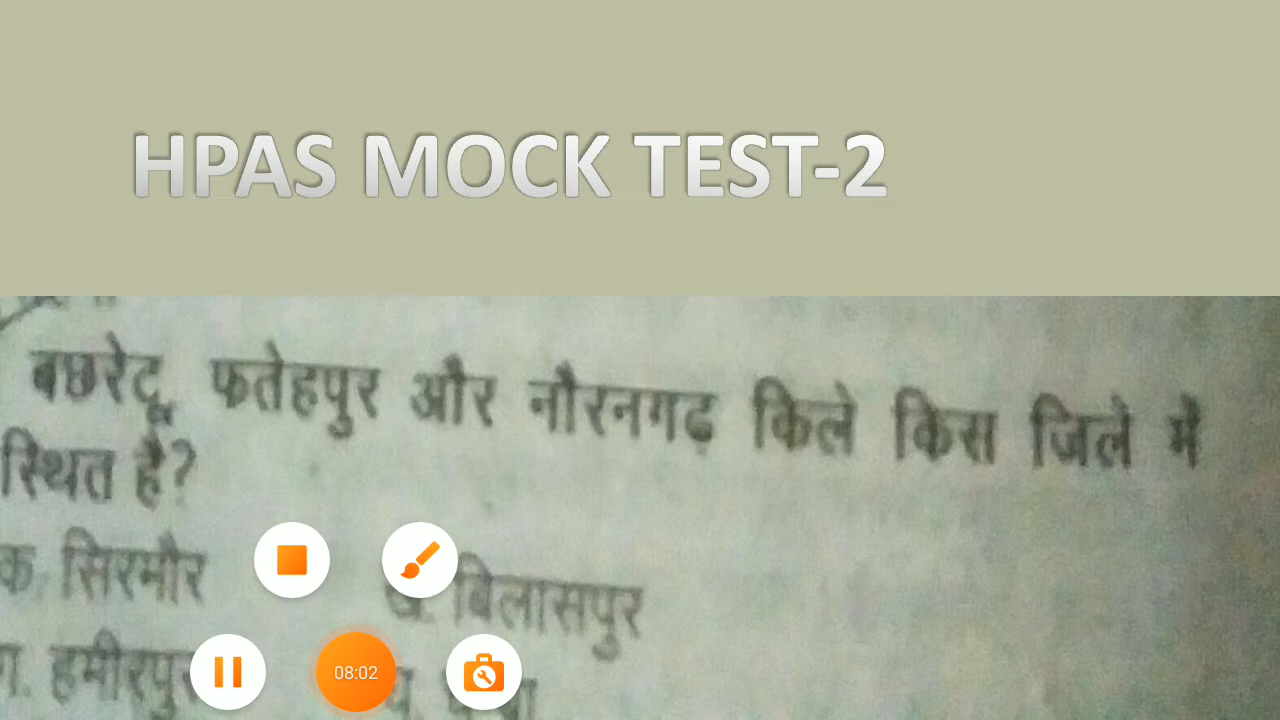 HPAS MOCK TEST-2
बछरेटू, फतेहपुर और नौरनगढ़ किले किस जिले में
स्थित है?
क. सिरमौर ख. बिलासपुर
ग. हमीरपुर
08:02